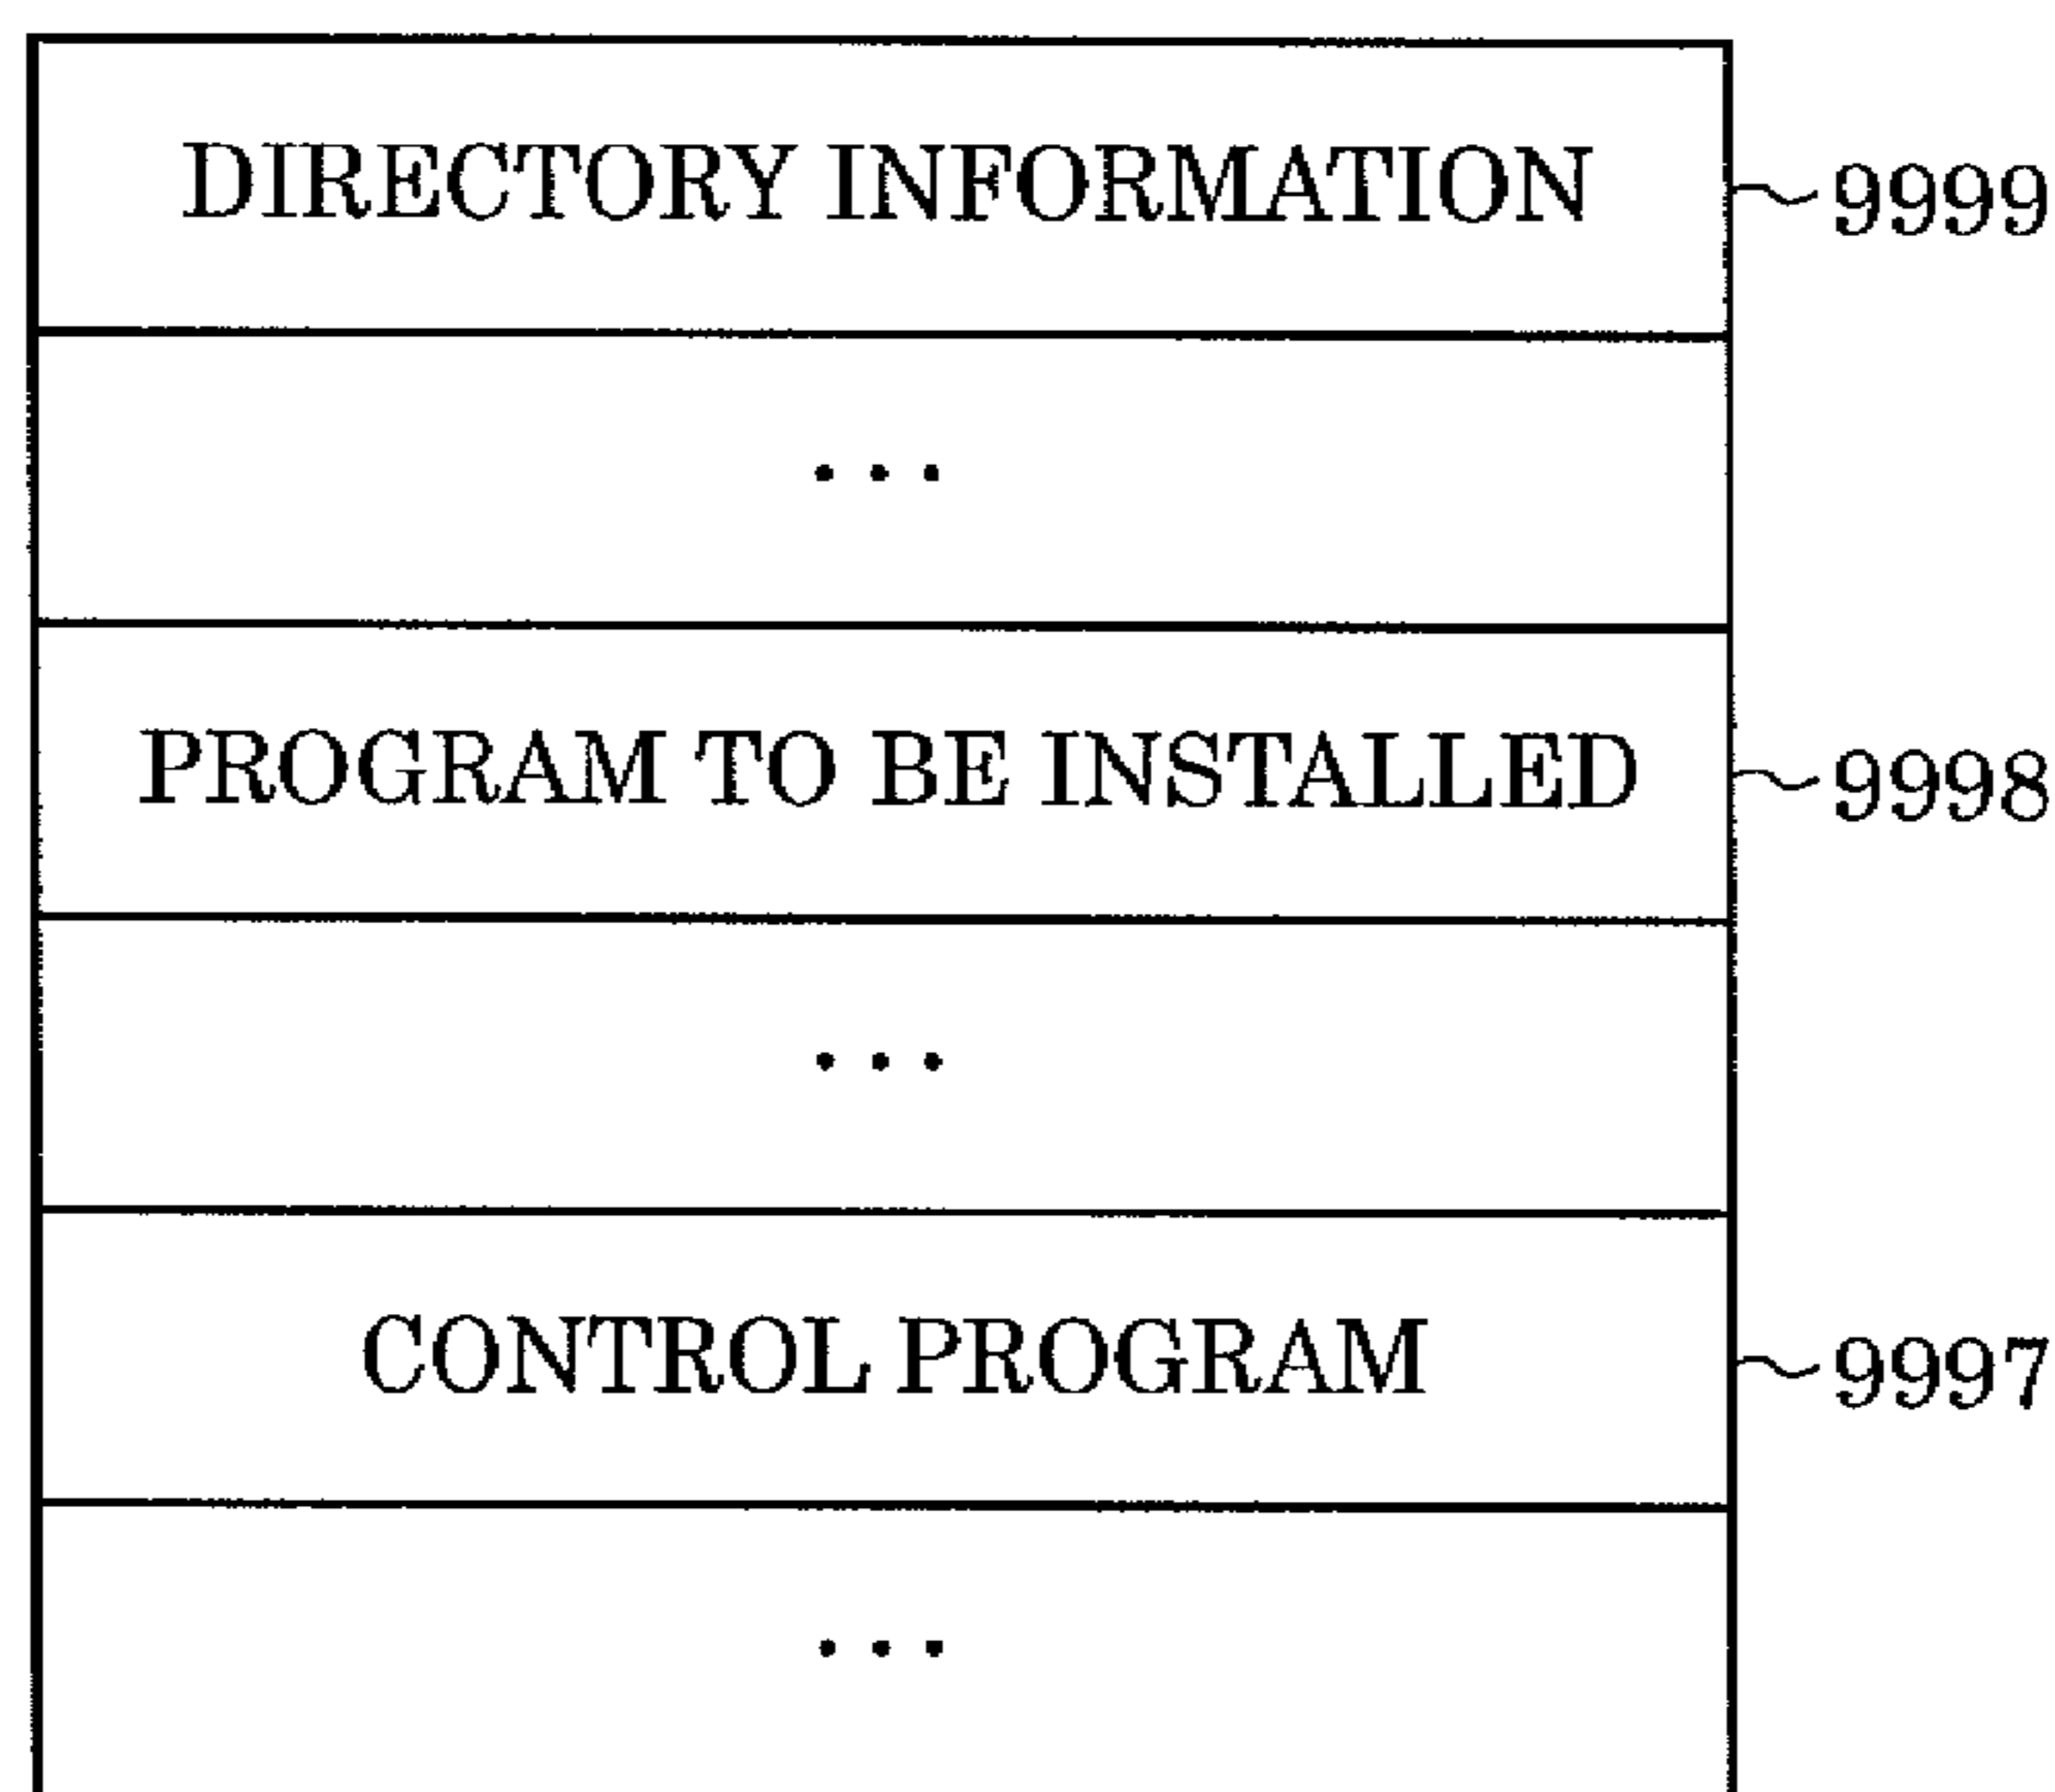 DIRECTORY INFORMATION 9999
...
PROGRAM TO BE INSTALLED 9998
...
CONTROL PROGRAM 9997
...